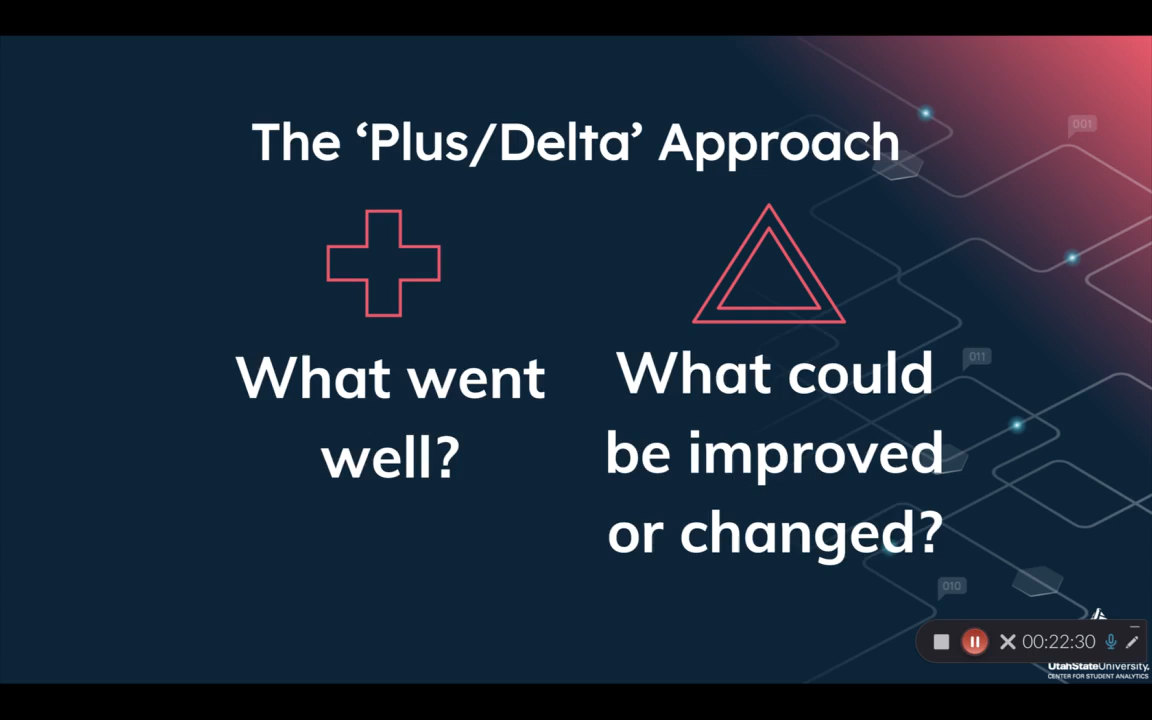 The ‘Plus/Delta’ Approach
What went
well?
What could
be improved
or changed?
001
011
010
00:22:30
UtahStateUniversity.
CENTER FOR STUDENT ANALYTICS